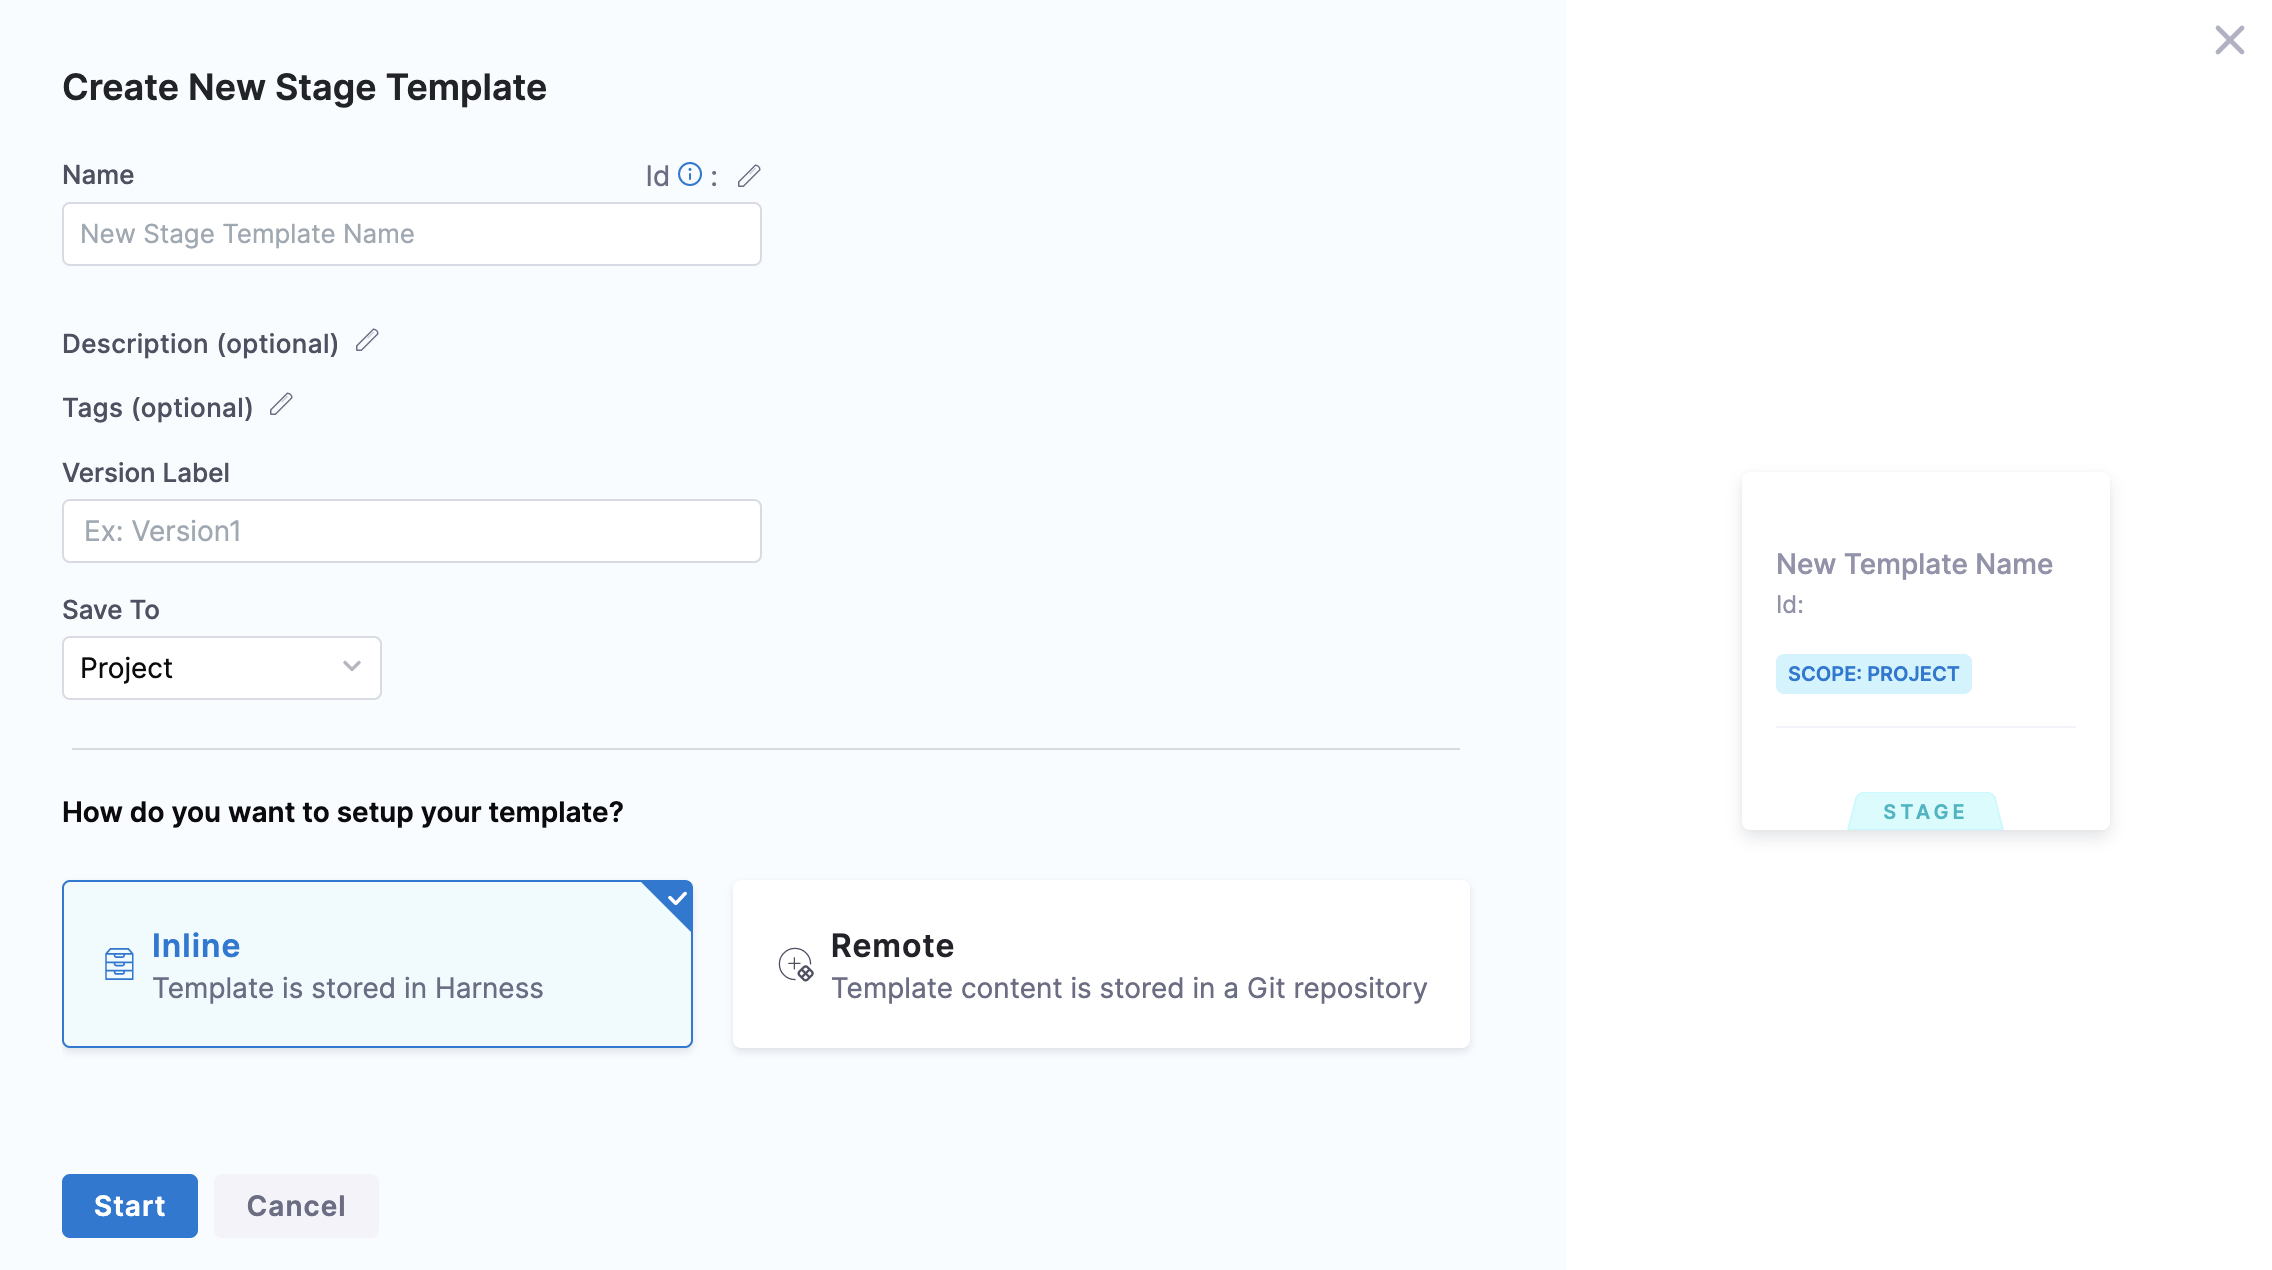 Create New Stage Template
Name
Id :
New Stage Template Name
Description (optional)
Tags (optional)
Version Label
Ex: Version1
Save To
Project
How do you want to setup your template?
Inline
Template is stored in Harness
Remote
Template content is stored in a Git repository
Start
Cancel
New Template Name
Id:
SCOPE: PROJECT
STAGE